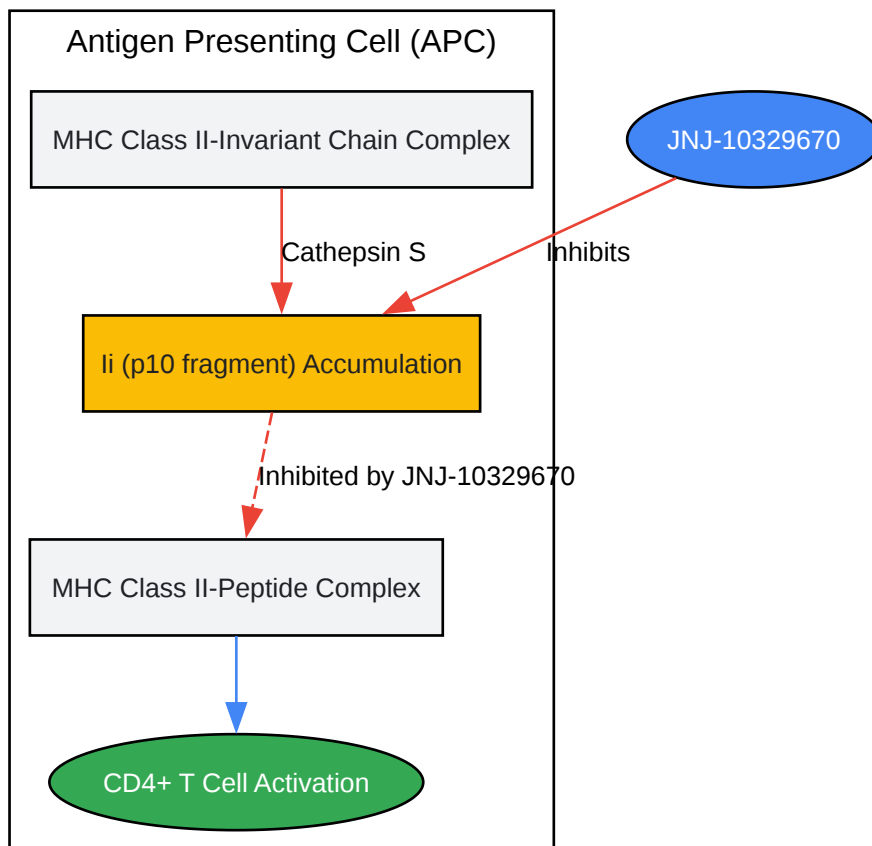 Antigen Presenting Cell (APC)
MHC Class II-Invariant Chain Complex
JNJ-10329670
Cathepsin S
Inhibits
Ii (p10 fragment) Accumulation
Inhibited by JNJ-10329670
MHC Class II-Peptide Complex
CD4+ T Cell Activation